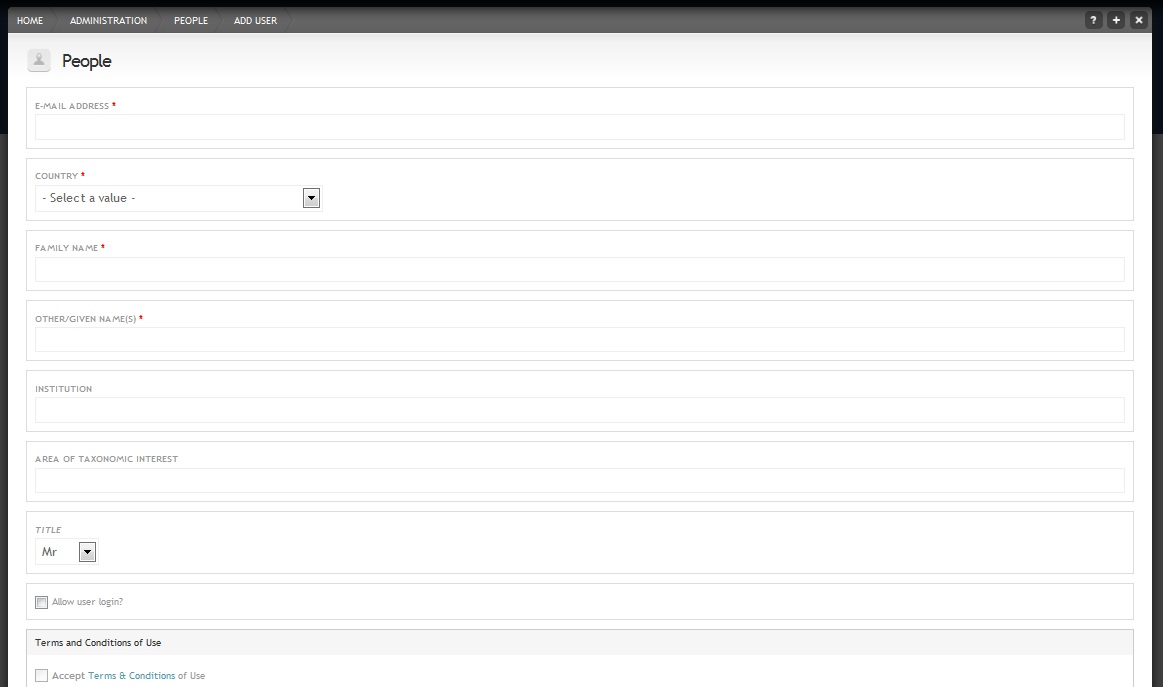 HOME ADMINISTRATION PEOPLE ADD USER ? + ×
People
E-MAIL ADDRESS *
COUNTRY *
- Select a value -
FAMILY NAME *
OTHER/GIVEN NAME(S) *
INSTITUTION
AREA OF TAXONOMIC INTEREST
TITLE
Mr
Allow user login?
Terms and Conditions of Use
Accept Terms & Conditions of Use